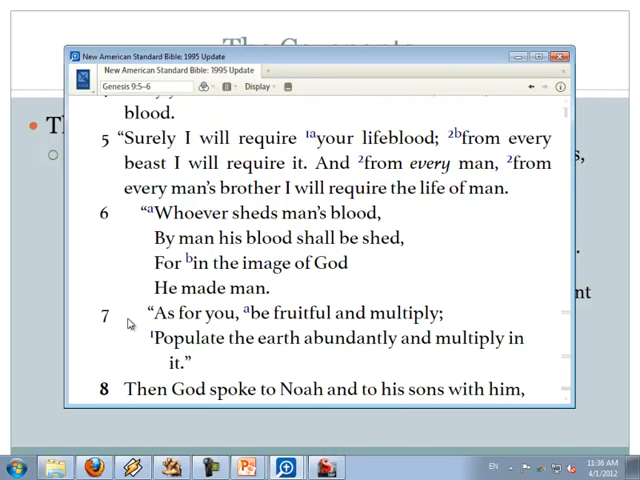 The Covenants
New American Standard Bible: 1995 Update
New American Standard Bible: 1995 Update
Genesis 9:5–6
Display
blood.
5 “Surely I will require 1ayour lifeblood; 2bfrom every
beast I will require it. And 2from every man, 2from
every man’s brother I will require the life of man.
6 “aWhoever sheds man’s blood,
By man his blood shall be shed,
For bin the image of God
He made man.
7 “As for you, abe fruitful and multiply;
1Populate the earth abundantly and multiply in
it.”
8 Then God spoke to Noah and to his sons with him,
EN
11:36 AM
4/1/2012